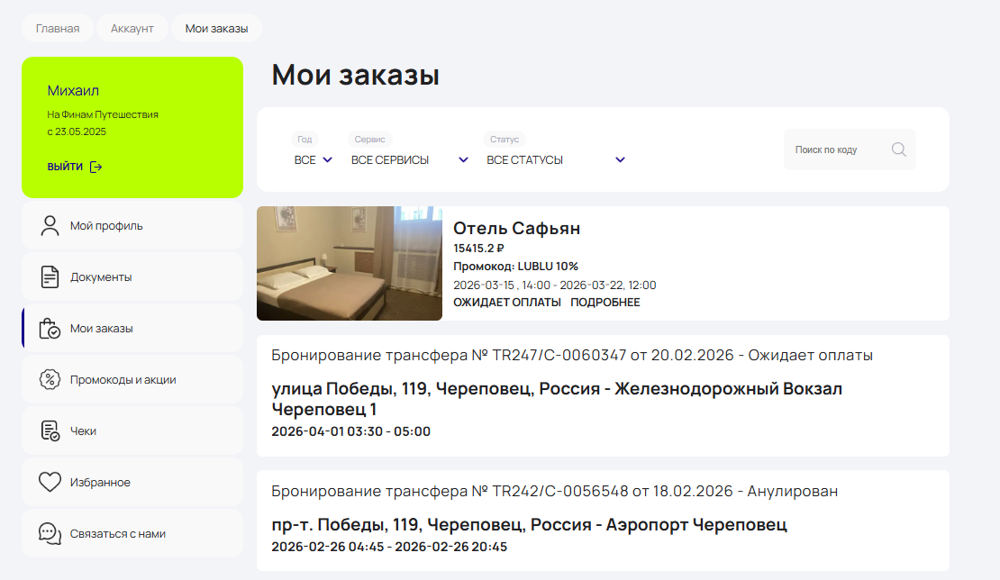 Главная
Аккаунт
Мои заказы
Михаил
На Финам Путешествия
с 23.05.2025
ВЫЙТИ
Мой профиль
Документы
Мои заказы
Промокоды и акции
Чеки
Избранное
Связаться с нами
Мои заказы
Год
ВСЕ
Сервис
ВСЕ СЕРВИСЫ
Статус
ВСЕ СТАТУСЫ
Поиск по коду
Отель Сафьян
15415.2 ₽
Промокод: LUBLU 10%
2026-03-15 , 14:00 - 2026-03-22, 12:00
ОЖИДАЕТ ОПЛАТЫ ПОДРОБНЕЕ
Бронирование трансфера № TR247/C-0060347 от 20.02.2026 - Ожидает оплаты
улица Победы, 119, Череповец, Россия - Железнодорожный Вокзал
Череповец 1
2026-04-01 03:30 - 05:00
Бронирование трансфера № TR242/C-0056548 от 18.02.2026 - Анулирован
пр-т. Победы, 119, Череповец, Россия - Аэропорт Череповец
2026-02-26 04:45 - 2026-02-26 20:45